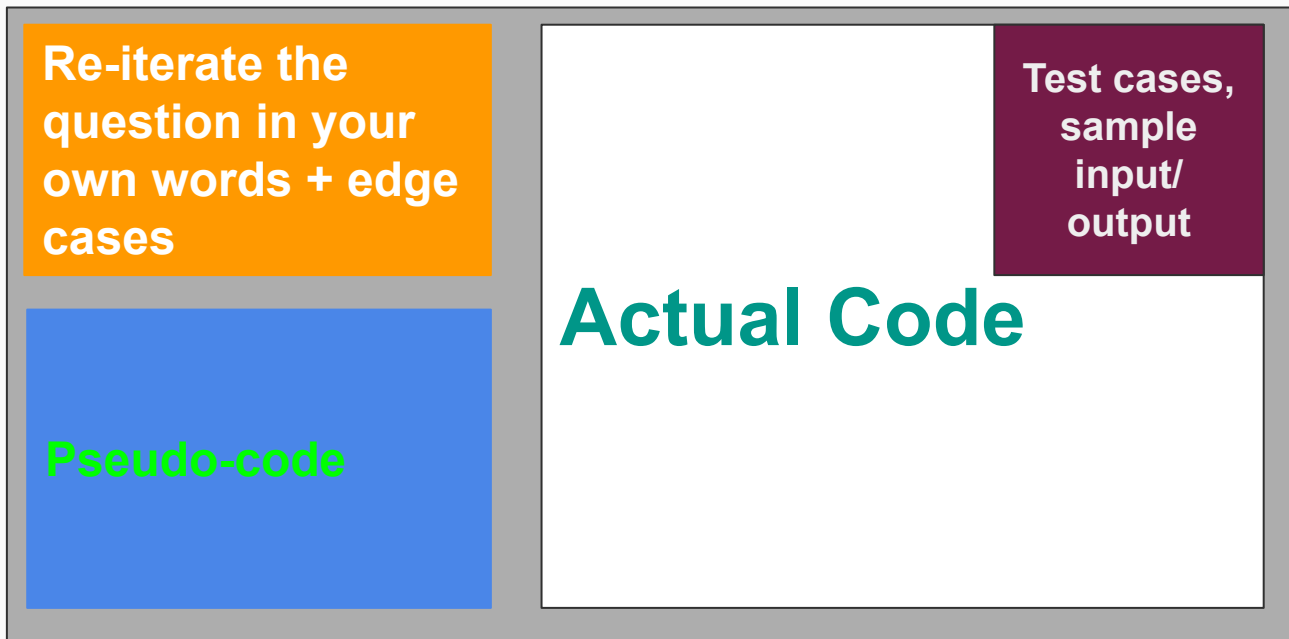 Re-iterate the
question in your
own words + edge
cases
Pseudo-code
Actual Code
Test cases,
sample
input/
output